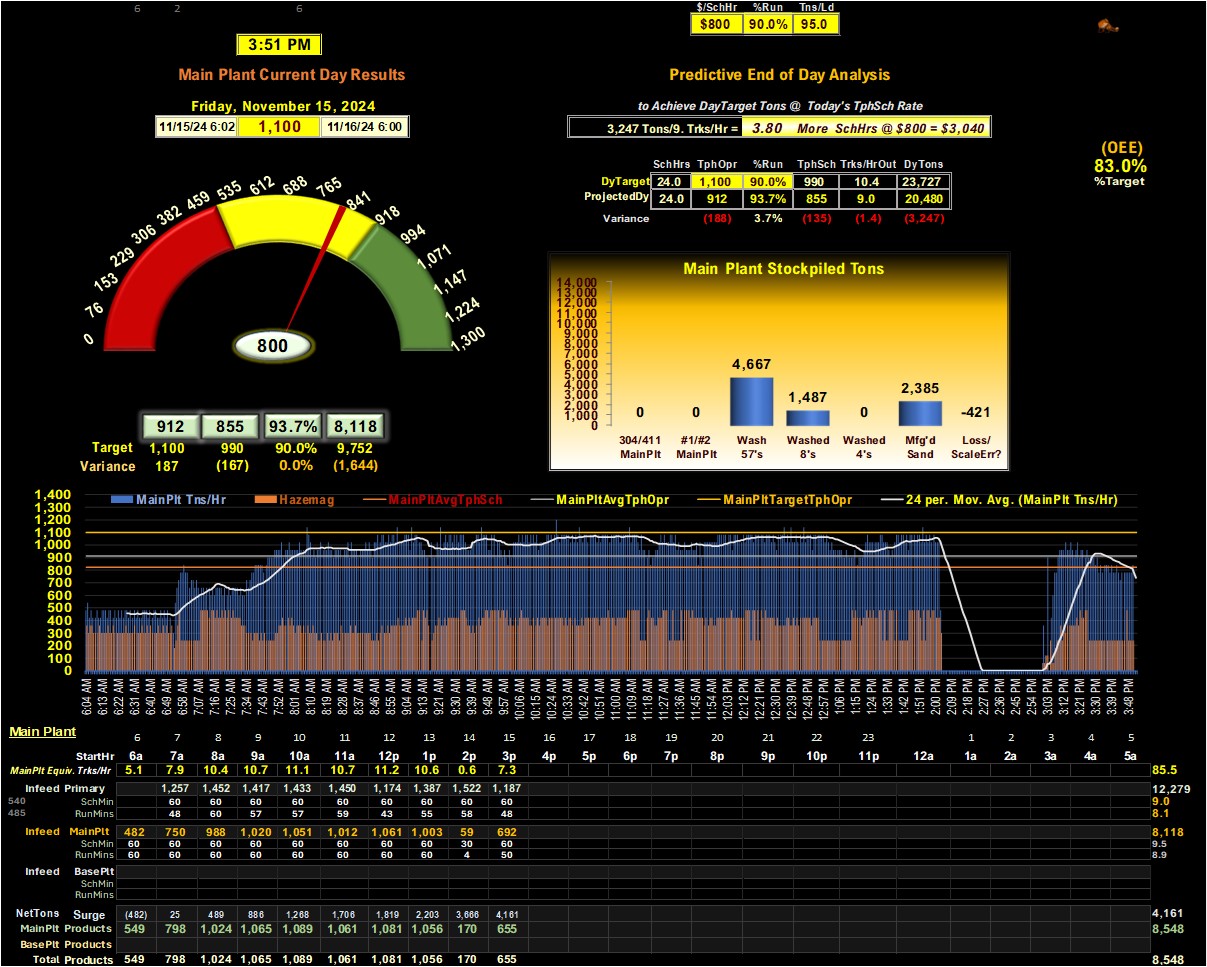 6 2 6
$/SchHr %Run Tns/Ld
$800 90.0% 95.0
3:51 PM
Main Plant Current Day Results
Predictive End of Day Analysis
Friday, November 15, 2024
to Achieve DayTarget Tons @ Today's TphSch Rate
11/15/24 6:02 1,100 11/16/24 6:00
3,247 Tons/9. Trks/Hr = 3.80 More SchHrs @ $800 = $3,040
(OEE)
83.0%
%Target
SchHrs TphOpr %Run TphSch Trks/HrOut DyTons
DyTarget 24.0 1,100 90.0% 990 10.4 23,727
ProjectedDy 24.0 912 93.7% 855 9.0 20,480
Variance (188) 3.7% (135) (1.4) (3,247)
0 76 153 229 306 382 459 535 612 688 765 841 918 994 1,071 1,147 1,224 1,300
800
Main Plant Stockpiled Tons
14,000
13,000
12,000
11,000
10,000
9,000
8,000
7,000
6,000
5,000
4,000
3,000
2,000
1,000
0
0 0 4,667 1,487 0 2,385 -421
304/411 #1/#2 Wash Washed Washed Mfg'd Loss/
MainPlt MainPlt 57's 8's 4's Sand ScaleErr?
912 855 93.7% 8,118
Target 1,100 990 90.0% 9,752
Variance 187 (167) 0.0% (1,644)
MainPlt Tns/Hr Hazemag MainPltAvgTphSch MainPltAvgTphOpr MainPltTargetTphOpr 24 per. Mov. Avg. (MainPlt Tns/Hr)
1,400
1,300
1,200
1,100
1,000
900
800
700
600
500
400
300
200
100
0
6:04 AM 6:13 AM 6:22 AM 6:31 AM 6:40 AM 6:49 AM 6:58 AM 7:07 AM 7:16 AM 7:25 AM 7:34 AM 7:43 AM 7:52 AM 8:01 AM 8:10 AM 8:19 AM 8:28 AM 8:37 AM 8:46 AM 8:55 AM 9:04 AM 9:13 AM 9:21 AM 9:30 AM 9:39 AM 9:48 AM 9:57 AM 10:06 AM 10:15 AM 10:24 AM 10:33 AM 10:42 AM 10:51 AM 11:00 AM 11:09 AM 11:18 AM 11:27 AM 11:36 AM 11:45 AM 11:54 AM 12:03 PM 12:12 PM 12:21 PM 12:30 PM 12:39 PM 12:48 PM 12:57 PM 1:06 PM 1:15 PM 1:24 PM 1:33 PM 1:42 PM 1:51 PM 2:00 PM 2:09 PM 2:18 PM 2:27 PM 2:36 PM 2:45 PM 2:54 PM 3:03 PM 3:12 PM 3:21 PM 3:30 PM 3:39 PM 3:48 PM
Main Plant 6 7 8 9 10 11 12 13 14 15 16 17 18 19 20 21 22 23 1 2 3 4 5
StartHr 6a 7a 8a 9a 10a 11a 12p 1p 2p 3p 4p 5p 6p 7p 8p 9p 10p 11p 12a 1a 2a 3a 4a 5a
MainPlt Equiv. Trks/Hr 5.1 7.9 10.4 10.7 11.1 10.7 11.2 10.6 0.6 7.3 85.5
Infeed Primary 1,257 1,452 1,417 1,433 1,450 1,174 1,387 1,522 1,187 12,279
540 SchMin 60 60 60 60 60 60 60 60 60 9.0
485 RunMins 48 60 57 57 59 43 55 58 48 8.1
Infeed MainPlt 482 750 988 1,020 1,051 1,012 1,061 1,003 59 692 8,118
SchMin 60 60 60 60 60 60 60 60 30 60 9.5
RunMins 60 60 60 60 60 60 60 60 4 50 8.9
Infeed BasePlt
SchMin
RunMins
NetTons Surge (482) 25 489 886 1,268 1,706 1,819 2,203 3,666 4,161 4,161
MainPlt Products 549 798 1,024 1,065 1,089 1,061 1,081 1,056 170 655 8,548
BasePlt Products
Total Products 549 798 1,024 1,065 1,089 1,061 1,081 1,056 170 655 8,548